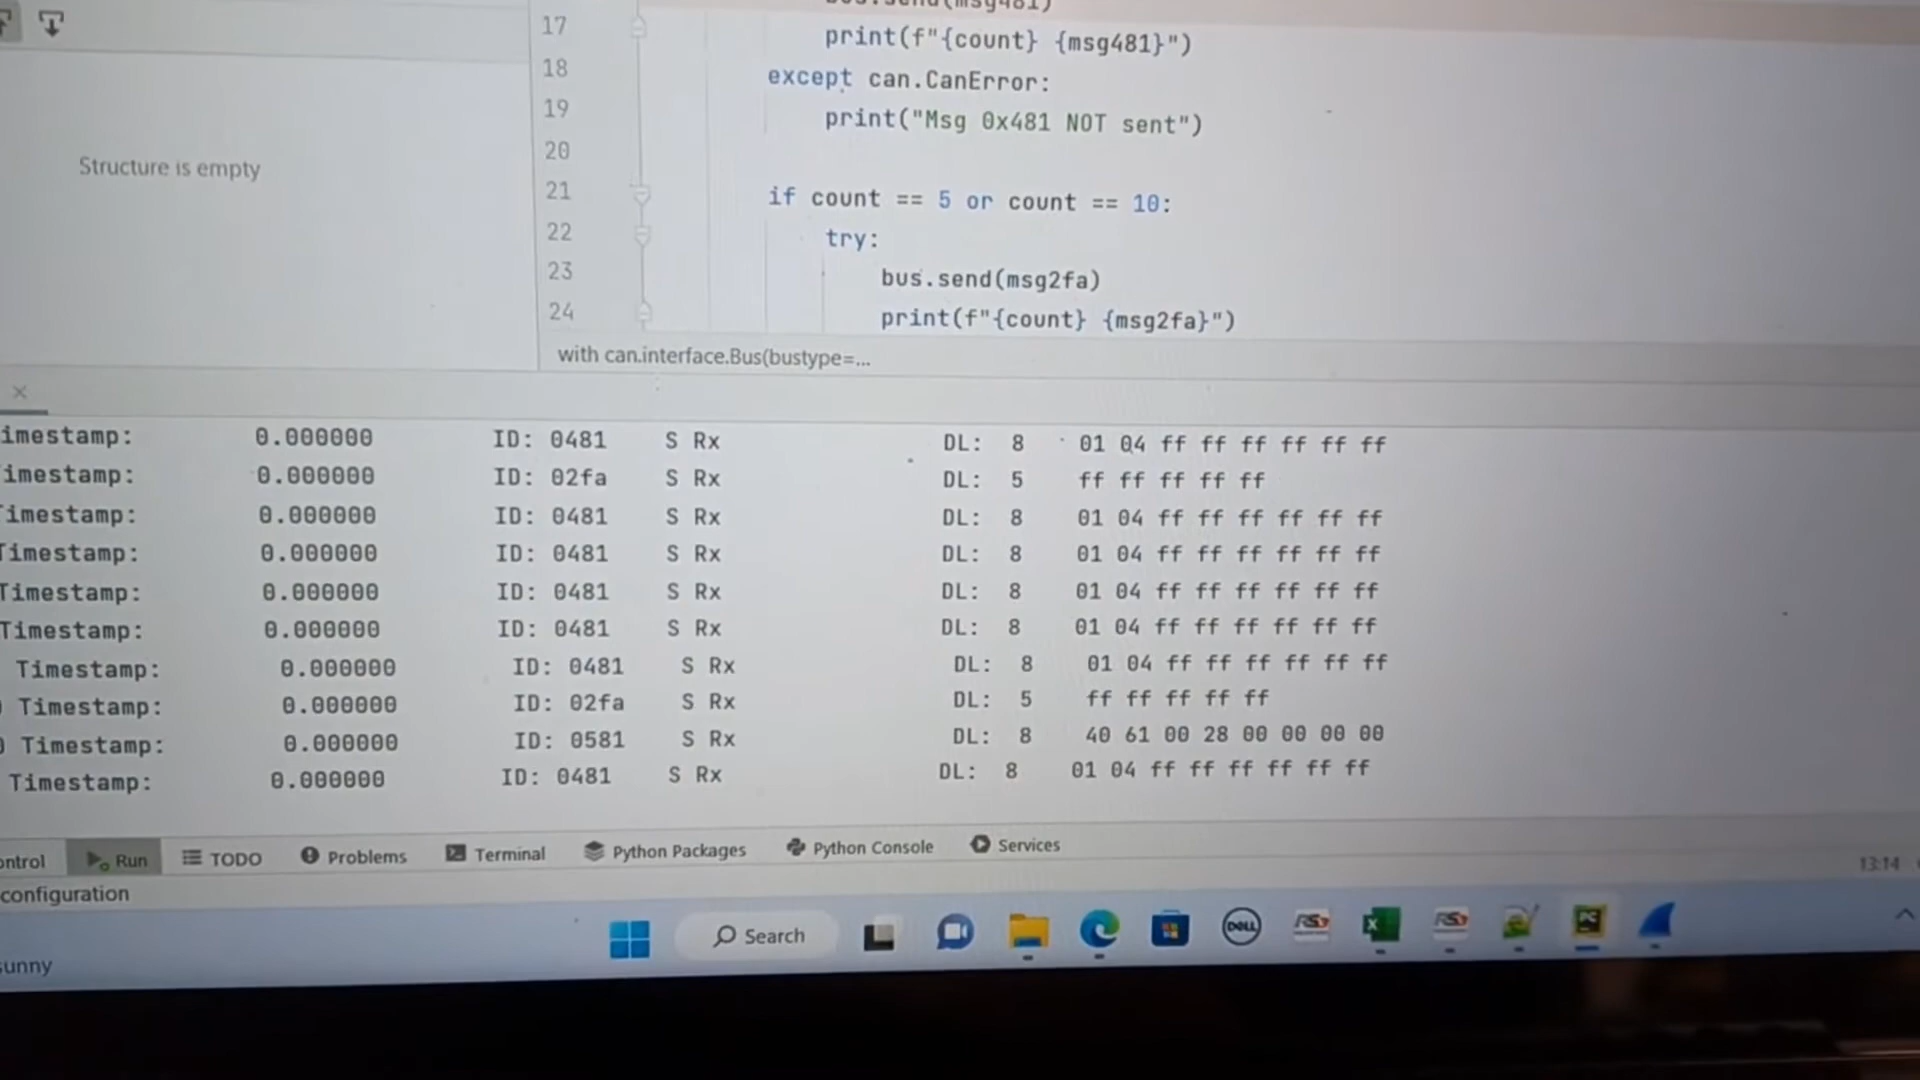 17
print(f"{count} {msg481}")
18
except can.CanError:
19
print("Msg 0x481 NOT sent")
20
21
if count == 5 or count == 10:
22
try:
23
bus.send(msg2fa)
24
print(f"{count} {msg2fa}")
Structure is empty
with can.interface.Bus(bustype=...
imestamp: 0.000000 ID: 0481 S Rx DL: 8 01 04 ff ff ff ff ff ff
imestamp: 0.000000 ID: 02fa S Rx DL: 5 ff ff ff ff ff
imestamp: 0.000000 ID: 0481 S Rx DL: 8 01 04 ff ff ff ff ff ff
Timestamp: 0.000000 ID: 0481 S Rx DL: 8 01 04 ff ff ff ff ff ff
Timestamp: 0.000000 ID: 0481 S Rx DL: 8 01 04 ff ff ff ff ff ff
Timestamp: 0.000000 ID: 0481 S Rx DL: 8 01 04 ff ff ff ff ff ff
Timestamp: 0.000000 ID: 0481 S Rx DL: 8 01 04 ff ff ff ff ff ff
Timestamp: 0.000000 ID: 02fa S Rx DL: 5 ff ff ff ff ff
Timestamp: 0.000000 ID: 0581 S Rx DL: 8 40 61 00 28 00 00 00 00
Timestamp: 0.000000 ID: 0481 S Rx DL: 8 01 04 ff ff ff ff ff ff
ontrol Run TODO Problems Terminal Python Packages Python Console Services
configuration
13:14
Search
DELL
PC
sunny